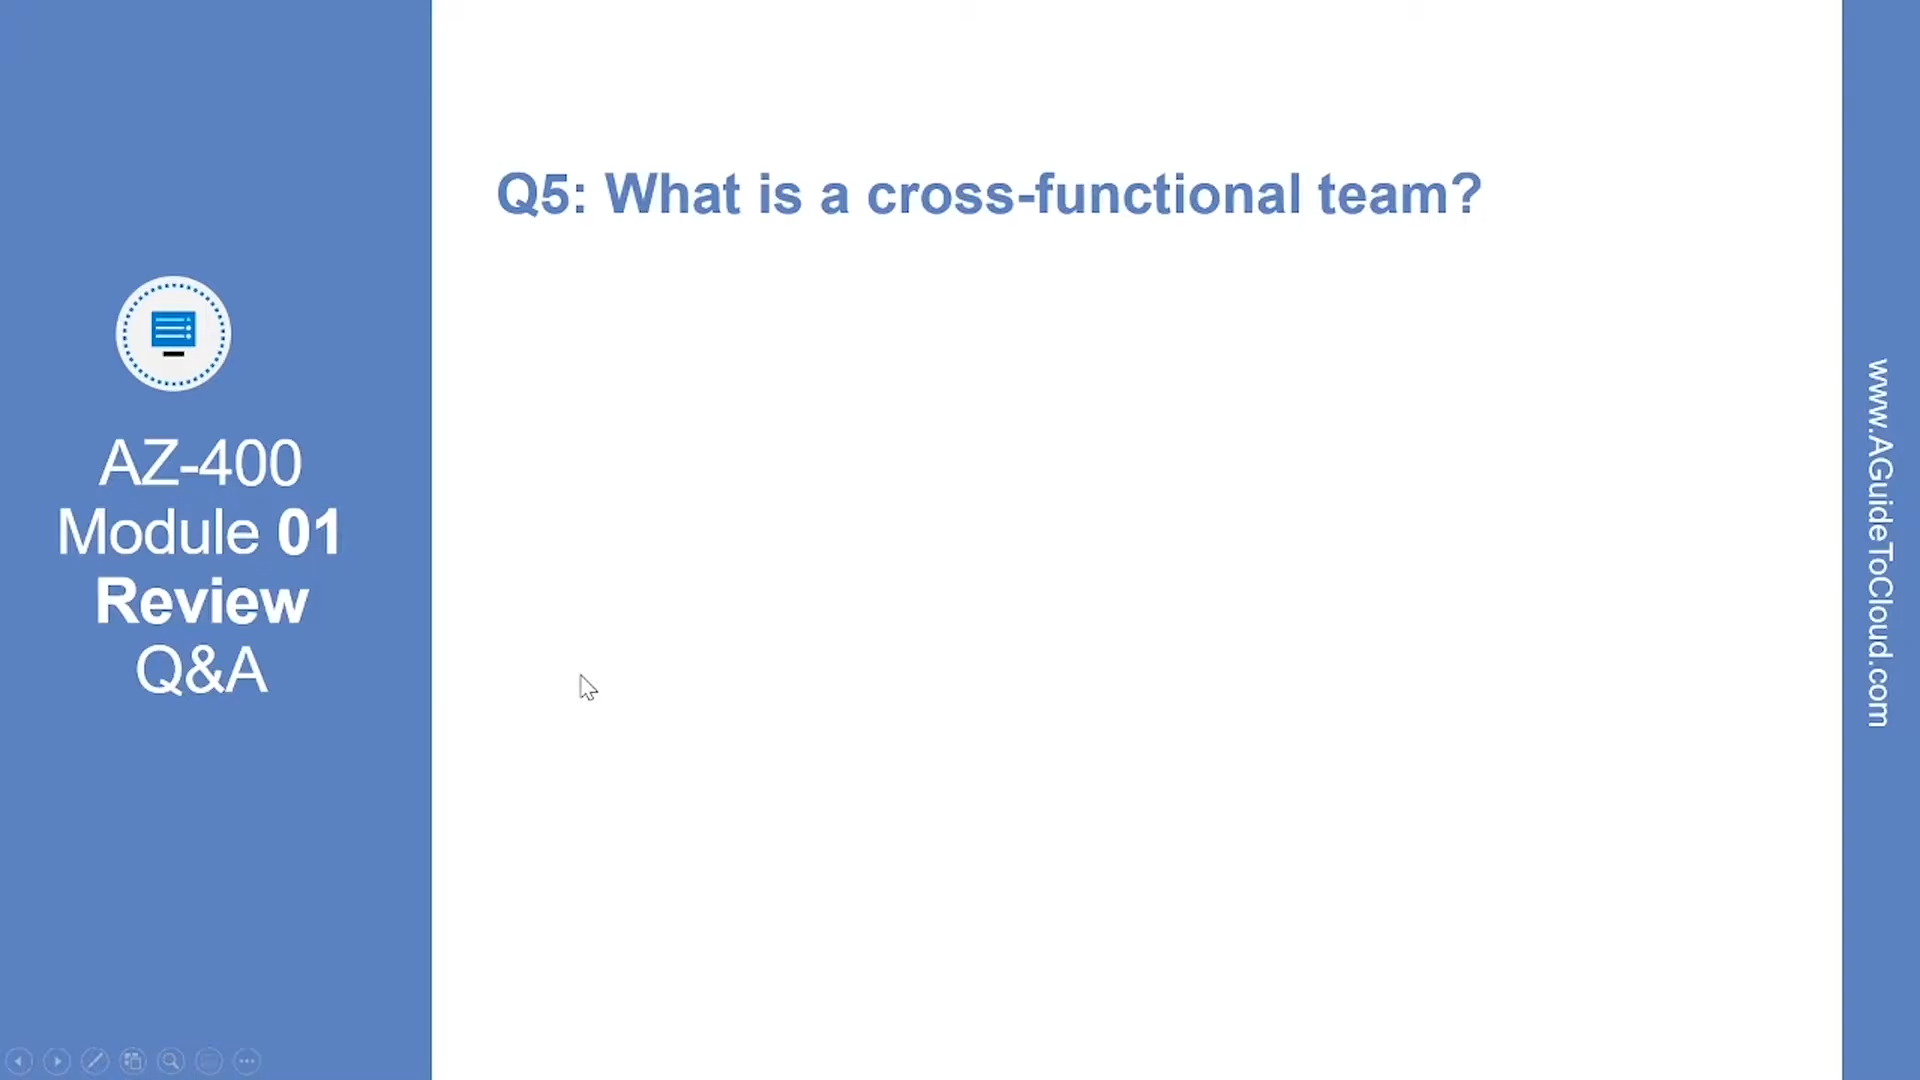 AZ-400
Module 01
Review
Q&A
Q5: What is a cross-functional team?
www.AGuideToCloud.com